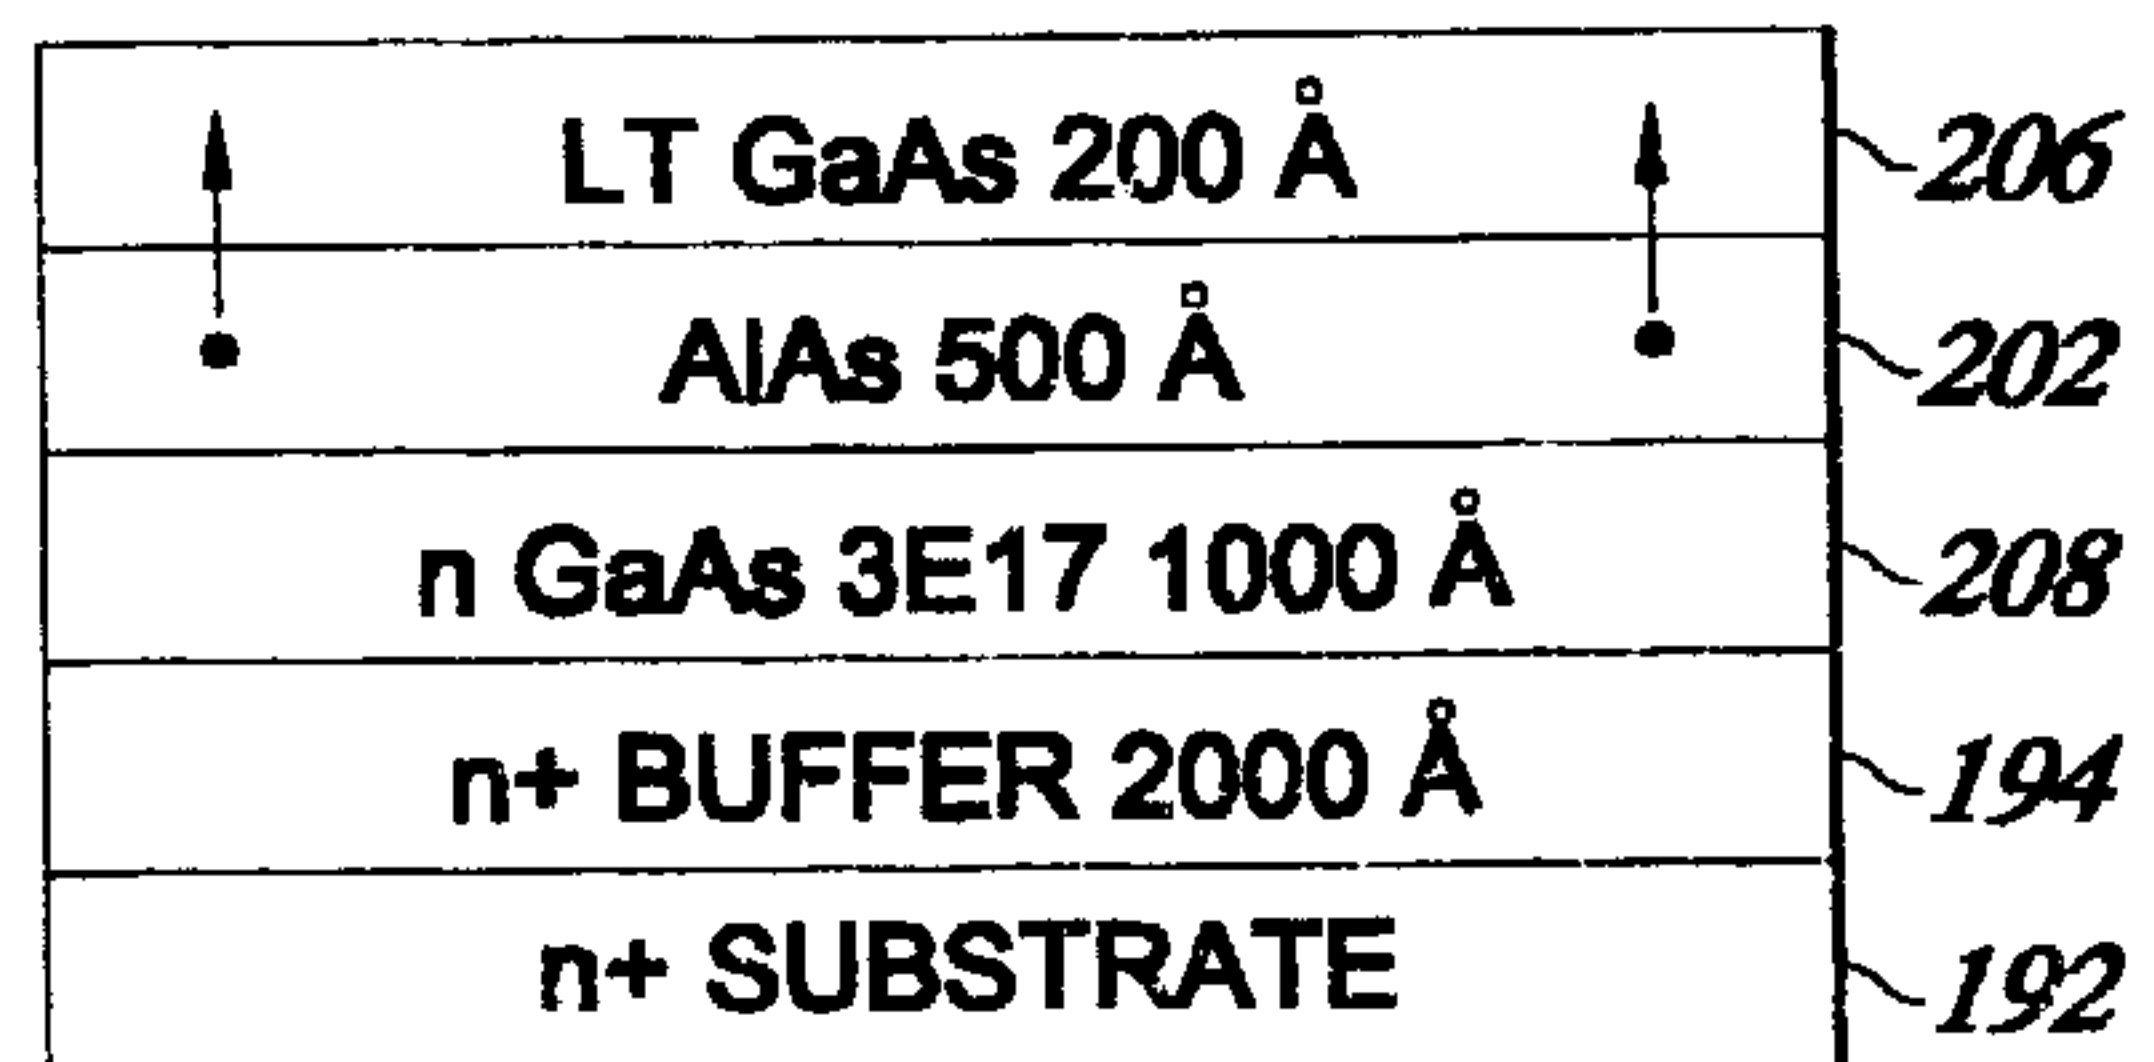 LT GaAs 200 Å 206
AlAs 500 Å 202
n GaAs 3E17 1000 Å 208
n+ BUFFER 2000 Å 194
n+ SUBSTRATE 192